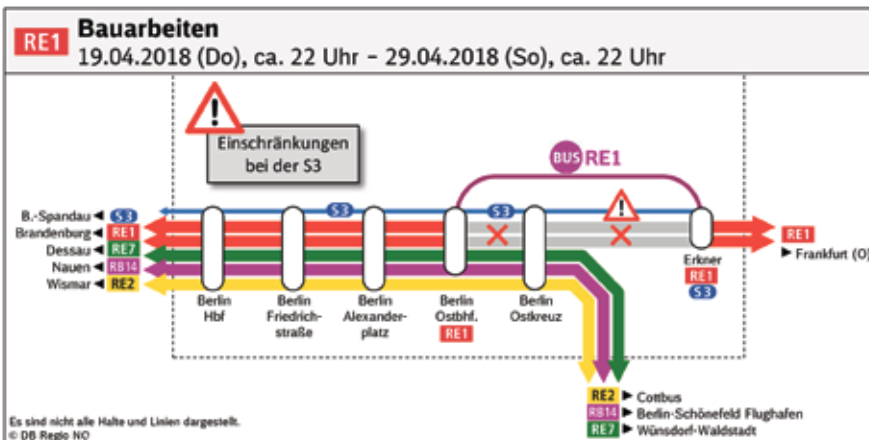 RE1 Bauarbeiten
19.04.2018 (Do), ca. 22 Uhr – 29.04.2018 (So), ca. 22 Uhr
!
Einschränkungen
bei der S3
BUS RE1
B.-Spandau S3
Brandenburg RE1
Dessau RE7
Nauen RB14
Wismar RE2
S3
S3
!
RE1
Frankfurt (O)
Berlin
Hbf
Berlin
Friedrich-
straße
Berlin
Alexander-
platz
Berlin
Ostbhf.
RE1
Berlin
Ostkreuz
Erkner
RE1
S3
RE2 Cottbus
RB14 Berlin-Schönefeld Flughafen
RE7 Wünsdorf-Waldstadt
Es sind nicht alle Halte und Linien dargestellt.
© DB Regio NO